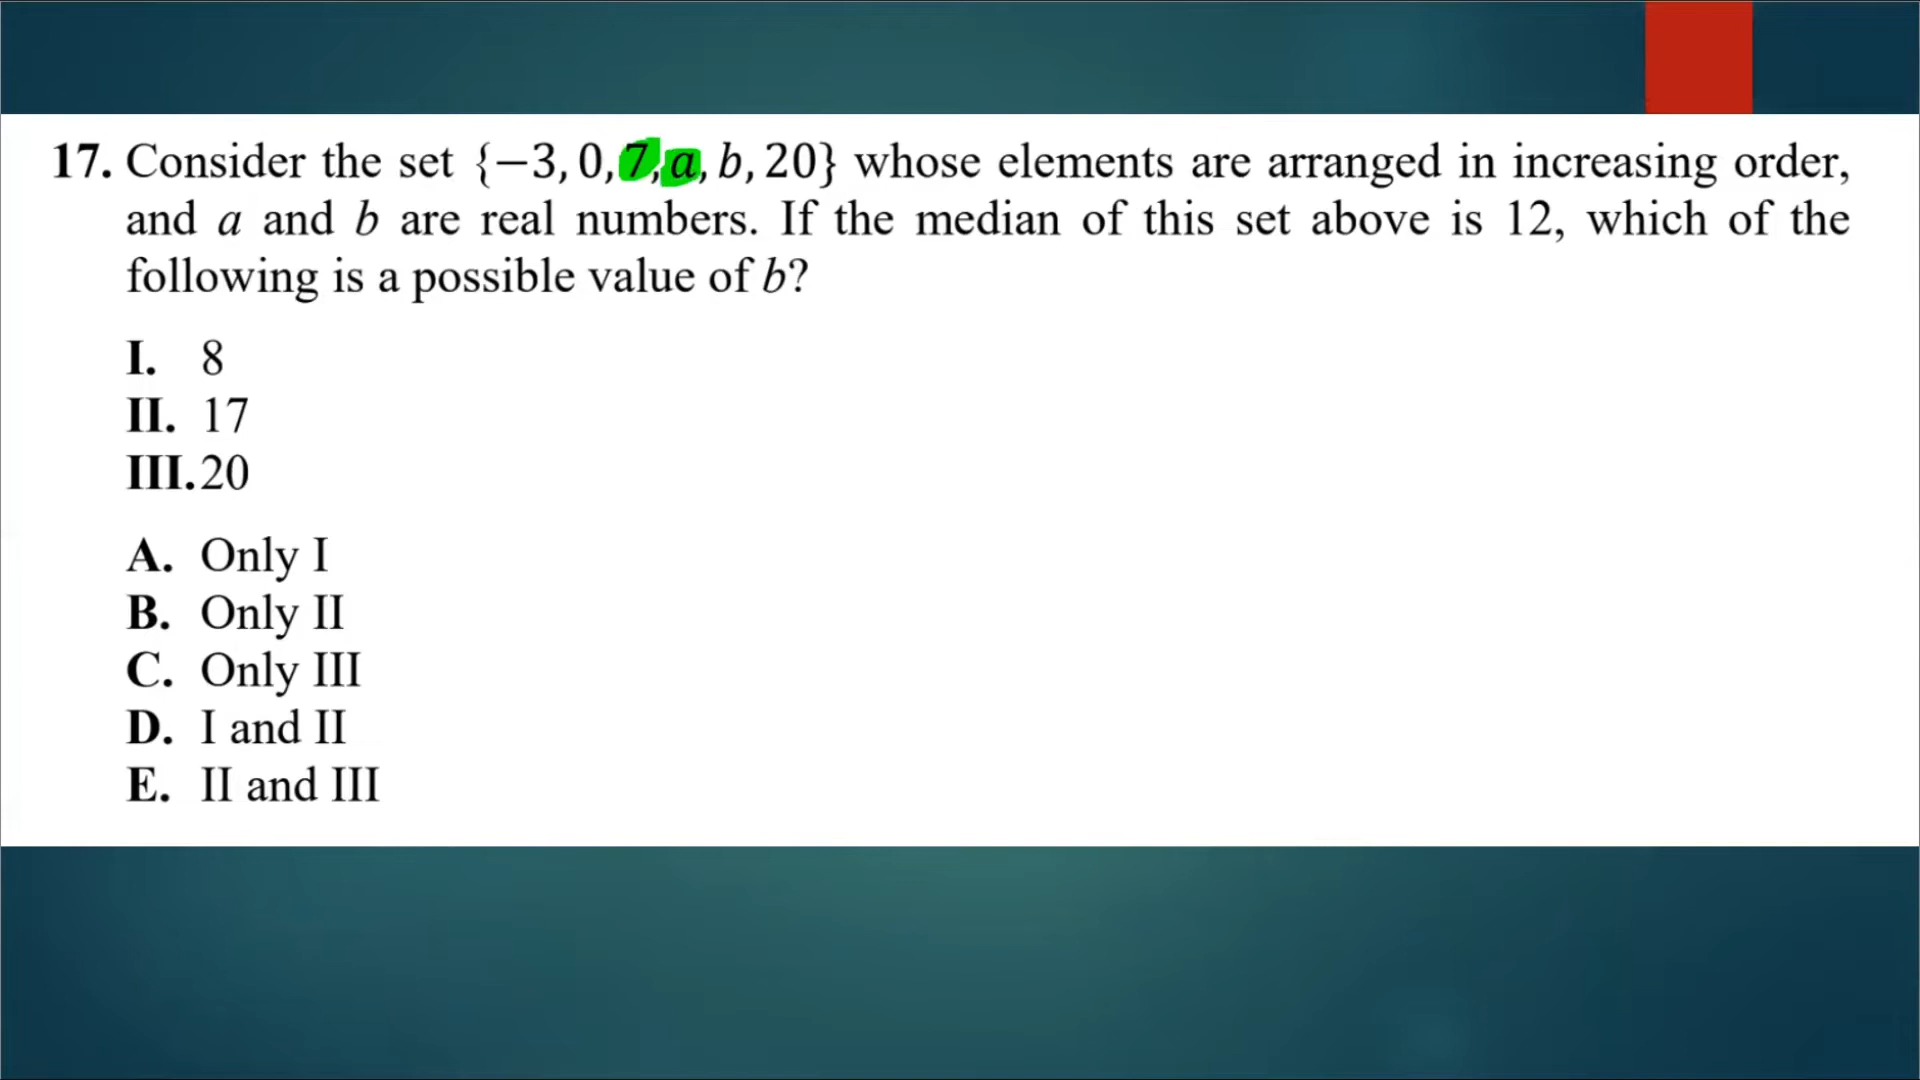 17. Consider the set {−3, 0, 7, a, b, 20} whose elements are arranged in increasing order,
and a and b are real numbers. If the median of this set above is 12, which of the
following is a possible value of b?
I. 8
II. 17
III. 20
A. Only I
B. Only II
C. Only III
D. I and II
E. II and III